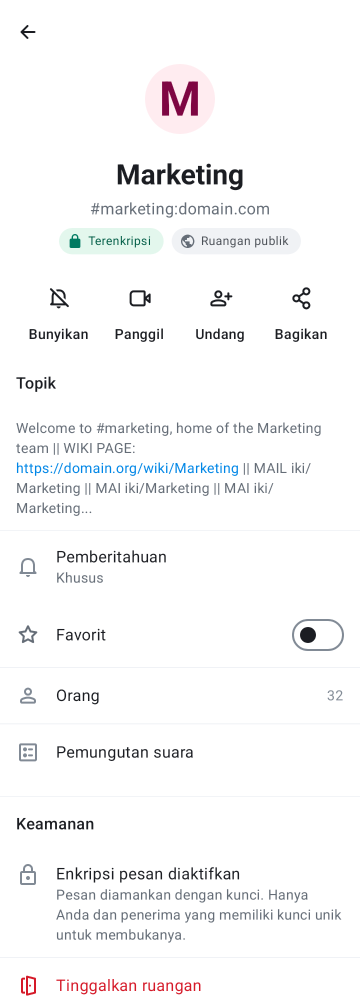 M
Marketing
#marketing:domain.com
Terenkripsi
Ruangan publik
Bunyikan
Panggil
Undang
Bagikan
Topik
Welcome to #marketing, home of the Marketing
team || WIKI PAGE:
https://domain.org/wiki/Marketing || MAIL iki/
Marketing || MAI iki/Marketing || MAI iki/
Marketing...
Pemberitahuan
Khusus
Favorit
Orang 32
Pemungutan suara
Keamanan
Enkripsi pesan diaktifkan
Pesan diamankan dengan kunci. Hanya
Anda dan penerima yang memiliki kunci unik
untuk membukanya.
Tinggalkan ruangan